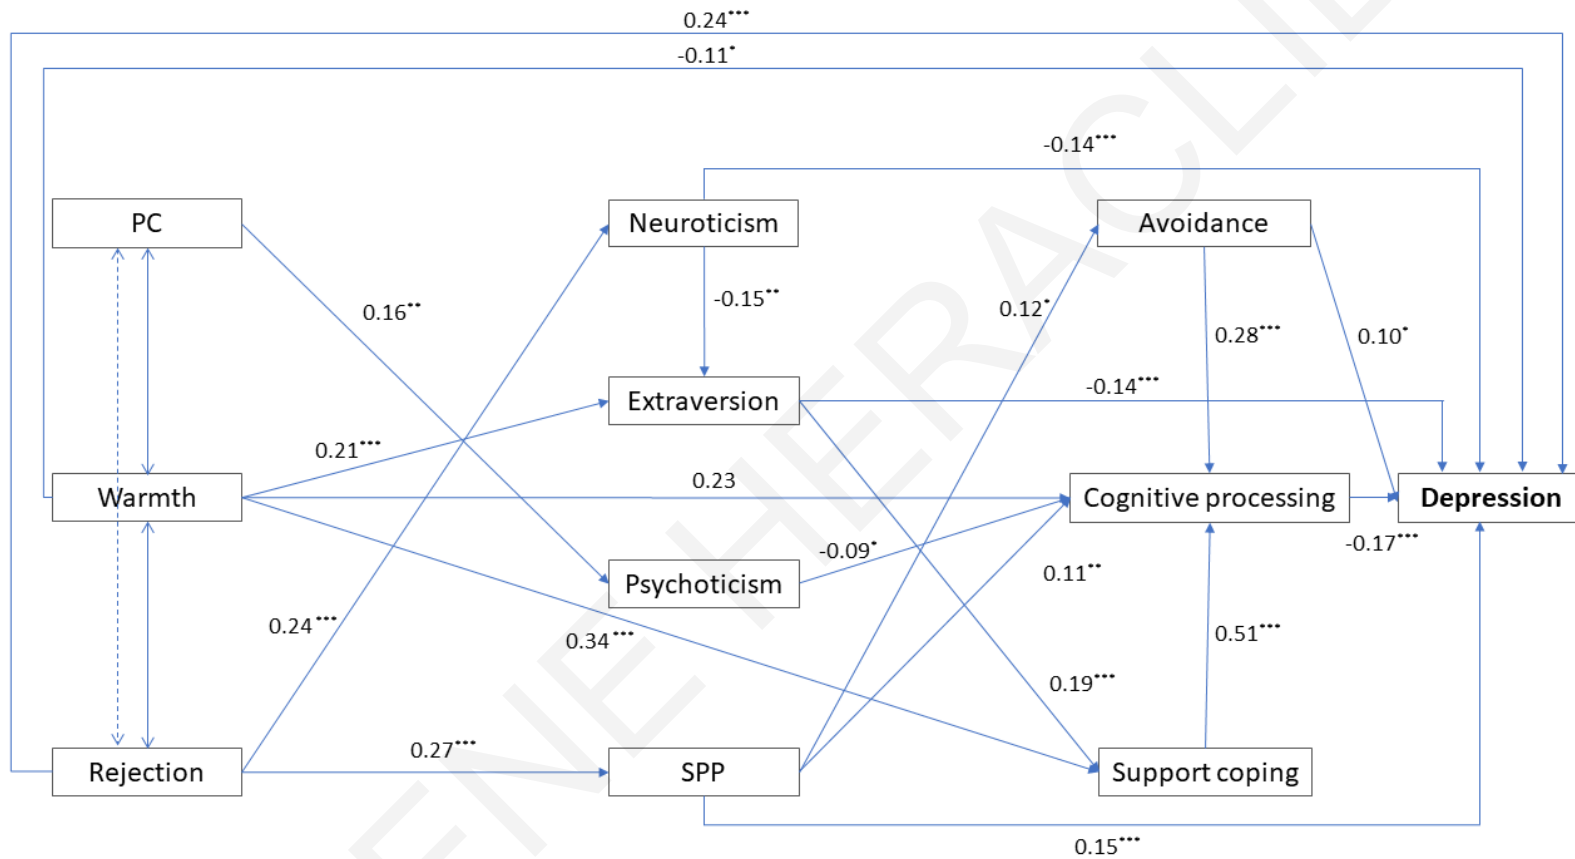 0.24***
-0.11*
-0.14***
PC
Neuroticism
Avoidance
0.16**
-0.15**
0.12*
0.28***
0.10*
-0.14***
Extraversion
0.21***
0.23
Warmth
Cognitive processing
Depression
-0.17***
-0.09*
Psychoticism
0.11**
0.24***
0.34***
0.51***
0.19***
0.27***
Rejection
SPP
Support coping
0.15***
ENE HERACLI